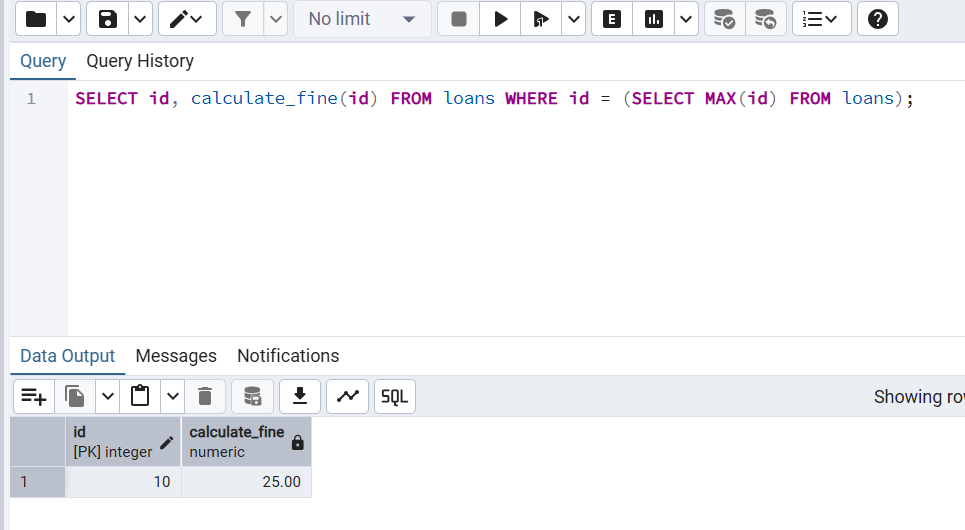 No limit
E
Query Query History
1 SELECT id, calculate_fine(id) FROM loans WHERE id = (SELECT MAX(id) FROM loans);
Data Output Messages Notifications
SQL Showing ro
id calculate_fine
[PK] integer numeric
1 10 25.00